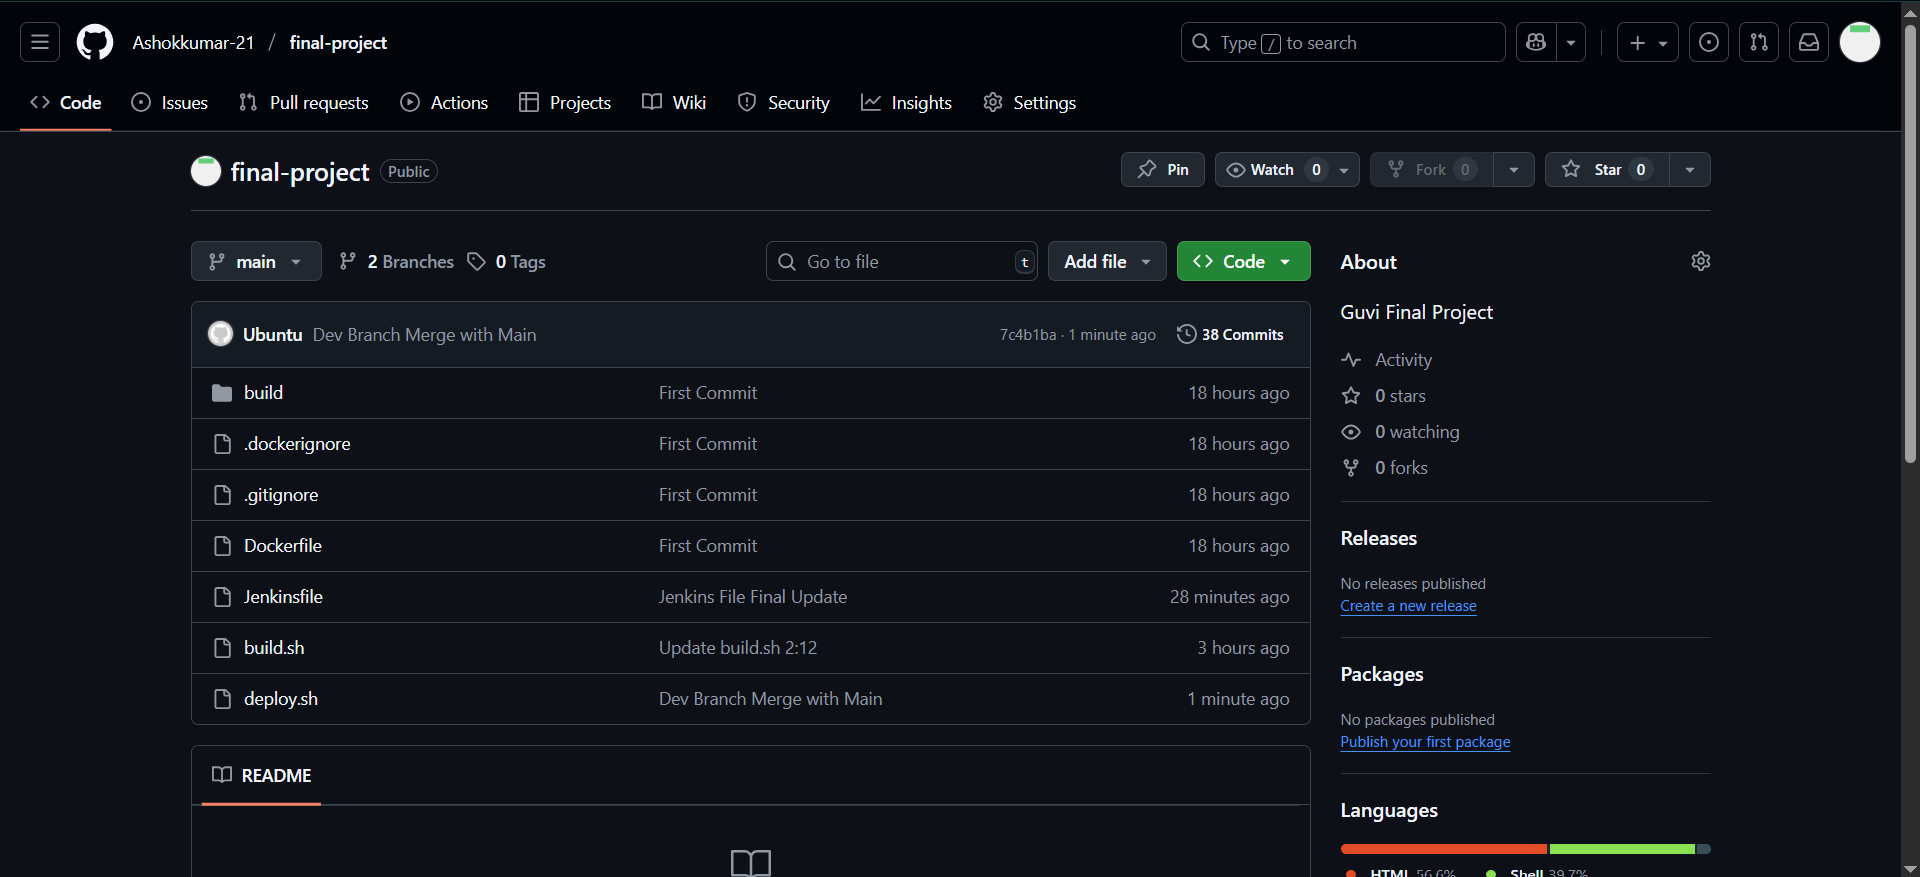 Ashokkumar-21 / final-project
Type / to search
Code Issues Pull requests Actions Projects Wiki Security Insights Settings
final-project Public
Pin Watch 0 Fork 0 Star 0
main 2 Branches 0 Tags Go to file t Add file Code
Ubuntu Dev Branch Merge with Main 7c4b1ba · 1 minute ago 38 Commits
build First Commit 18 hours ago
.dockerignore First Commit 18 hours ago
.gitignore First Commit 18 hours ago
Dockerfile First Commit 18 hours ago
Jenkinsfile Jenkins File Final Update 28 minutes ago
build.sh Update build.sh 2:12 3 hours ago
deploy.sh Dev Branch Merge with Main 1 minute ago
README
About
Guvi Final Project
Activity
0 stars
0 watching
0 forks
Releases
No releases published
Create a new release
Packages
No packages published
Publish your first package
Languages
HTML 56.6% Shell 39.7%